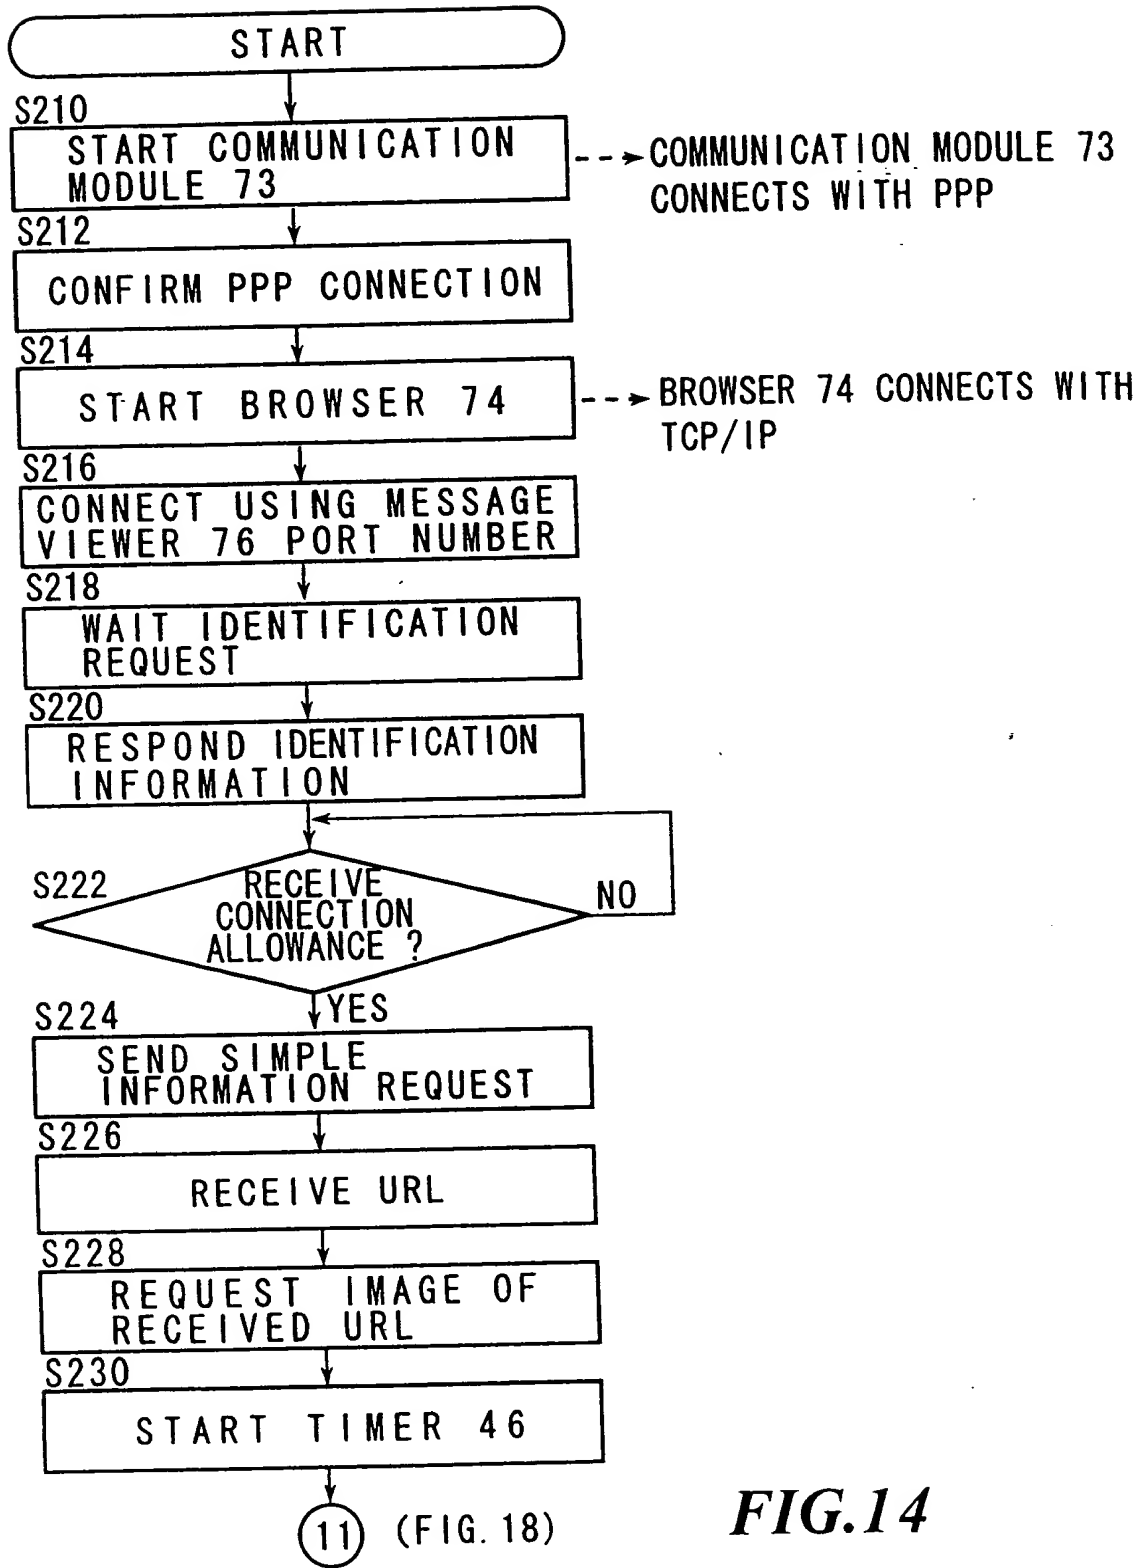 START
S210
START COMMUNICATION
MODULE 73
COMMUNICATION MODULE 73
CONNECTS WITH PPP
S212
CONFIRM PPP CONNECTION
S214
START BROWSER 74
BROWSER 74 CONNECTS WITH
TCP/IP
S216
CONNECT USING MESSAGE
VIEWER 76 PORT NUMBER
S218
WAIT IDENTIFICATION
REQUEST
S220
RESPOND IDENTIFICATION
INFORMATION
S222
RECEIVE
CONNECTION
ALLOWANCE ?
NO
YES
S224
SEND SIMPLE
INFORMATION REQUEST
S226
RECEIVE URL
S228
REQUEST IMAGE OF
RECEIVED URL
S230
START TIMER 46
11 (FIG. 18)
FIG.14